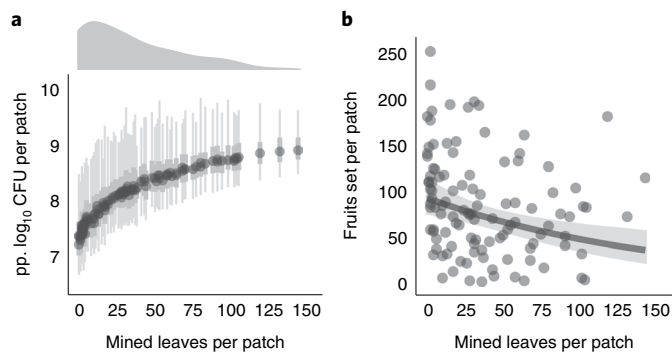 a
10
9
8
7
pp. log10 CFU per patch
0 25 50 75 100 125 150
Mined leaves per patch
b
250
200
150
100
50
0
Fruits set per patch
0 25 50 75 100 125 150
Mined leaves per patch